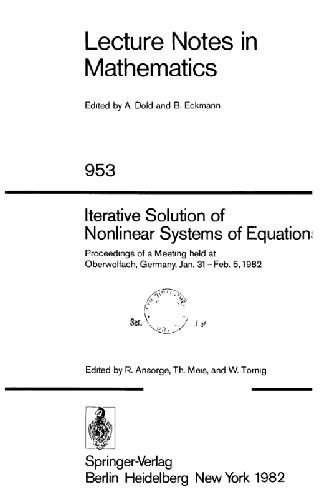 Lecture Notes in
Mathematics
Edited by A. Dold and B. Eckmann
953
Iterative Solution of
Nonlinear Systems of Equation
Proceedings of a Meeting held at
Oberwolfach, Germany, Jan. 31 – Feb. 5, 1982
Edited by R. Ansorge, Th. Meis, and W. Törnig
Springer-Verlag
Berlin Heidelberg New York 1982